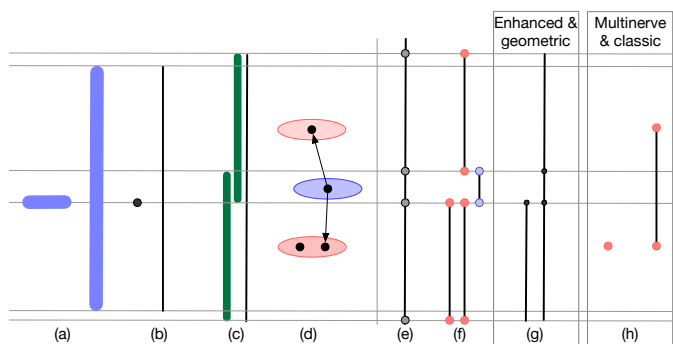 Enhanced &
geometric
Multinerve
& classic
(a)
(b)
(c)
(d)
(e)
(f)
(g)
(h)